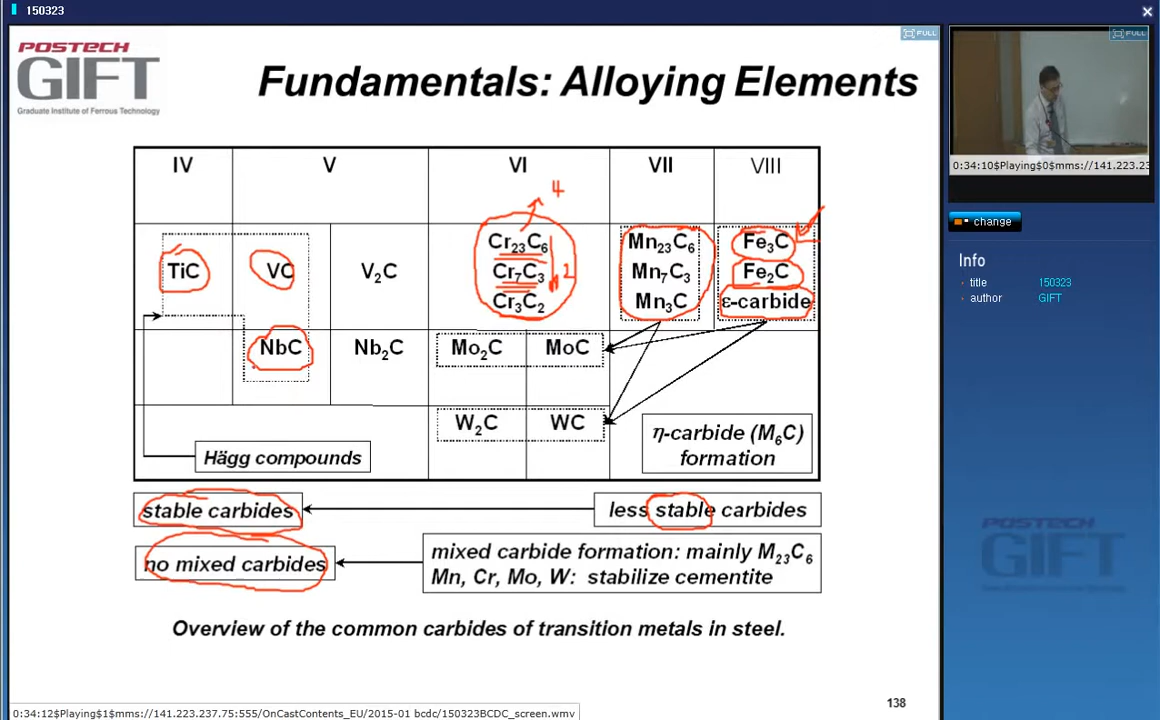 150323
POSTECH
GIFT
Graduate Institute of Ferrous Technology
Fundamentals: Alloying Elements
IV V VI VII VIII
4
Cr23C6 Mn23C6 Fe3C
TiC VC V2C Cr7C3 2 Mn7C3 Fe2C
Cr3C2 Mn3C ε-carbide
NbC Nb2C Mo2C MoC
W2C WC
η-carbide (M6C)
formation
Hägg compounds
stable carbides less stable carbides
no mixed carbides
mixed carbide formation: mainly M23C6
Mn, Cr, Mo, W: stabilize cementite
Overview of the common carbides of transition metals in steel.
138
0:34:12$Playing$1$mms://141.223.237.75:555/OnCastContents_EU/2015-01 bcdc/150323BCDC_screen.wmv
FULL
FULL
0:34:10$Playing$0$mms://141.223.23
change
Info
title 150323
author GIFT
POSTECH
GIFT